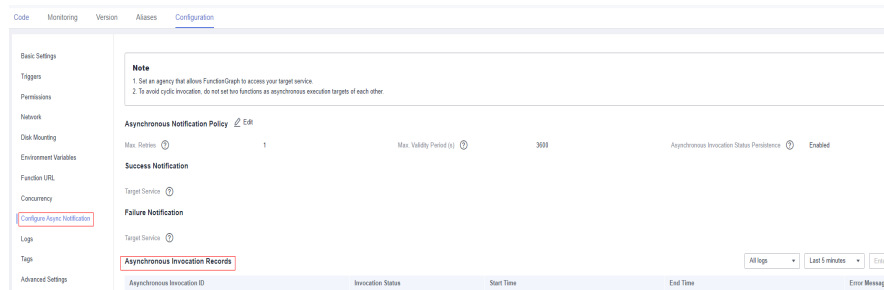 Code Monitoring Version Aliases Configuration
Basic Settings
Triggers
Permissions
Network
Disk Mounting
Environment Variables
Function URL
Concurrency
Configure Async Notification
Logs
Tags
Advanced Settings
Note
1. Set an agency that allows FunctionGraph to access your target service.
2. To avoid cyclic invocation, do not set two functions as asynchronous execution targets of each other.
Asynchronous Notification Policy Edit
Max. Retries ? 1 Max. Validity Period (s) ? 3600 Asynchronous Invocation Status Persistence ? Enabled
Success Notification
Target Service ?
Failure Notification
Target Service ?
Asynchronous Invocation Records All logs Last 5 minutes Ente
Asynchronous Invocation ID Invocation Status Start Time End Time Error Messag